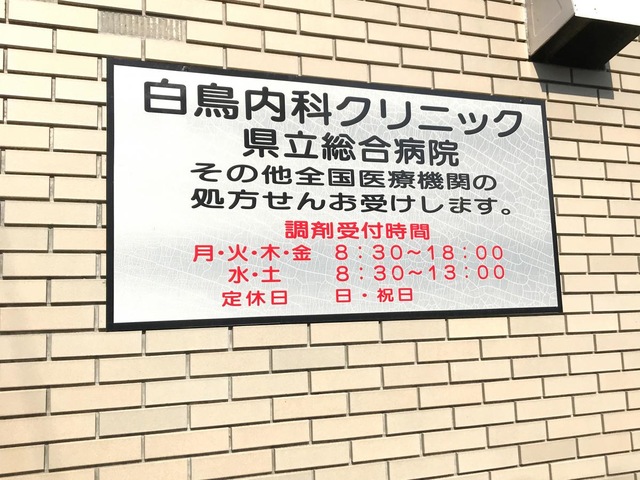 白鳥内科クリニック
県立総合病院
その他全国医療機関の
処方せんお受けします。
調剤受付時間
月・火・木・金 8：30～18：00
水・土 8：30～13：00
定休日 日・祝日